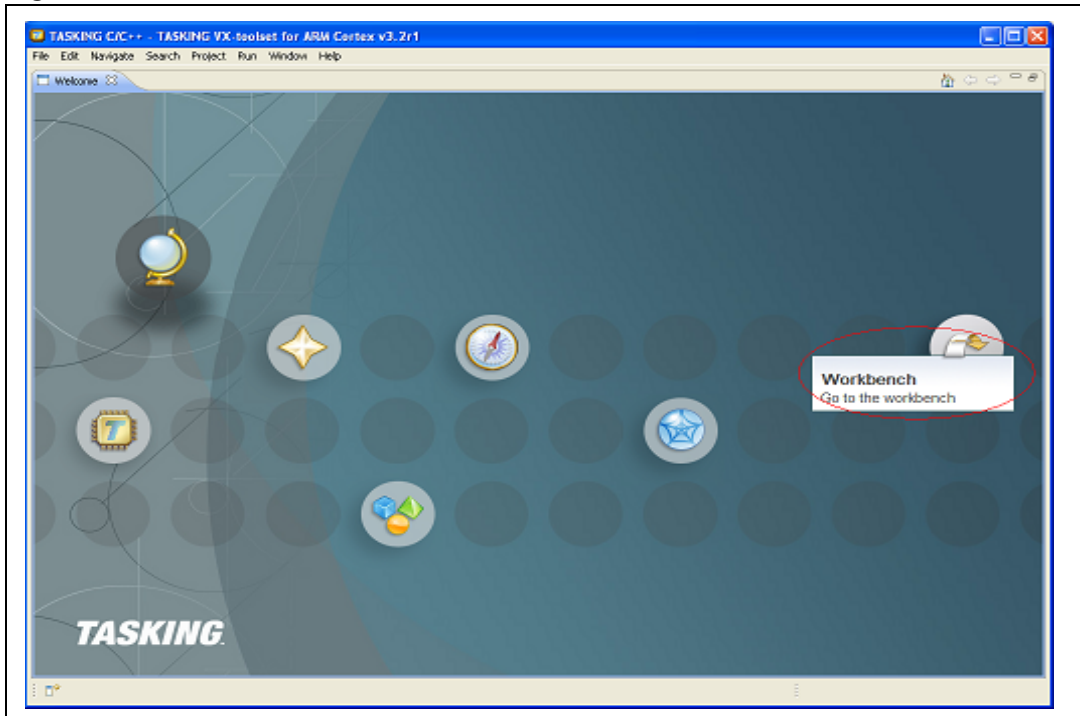 TASKING C/C++ - TASKING VX-toolset for ARM Cortex v3.2r1
File Edit Navigate Search Project Run Window Help
Welcome
Workbench
Go to the workbench
T
TASKING